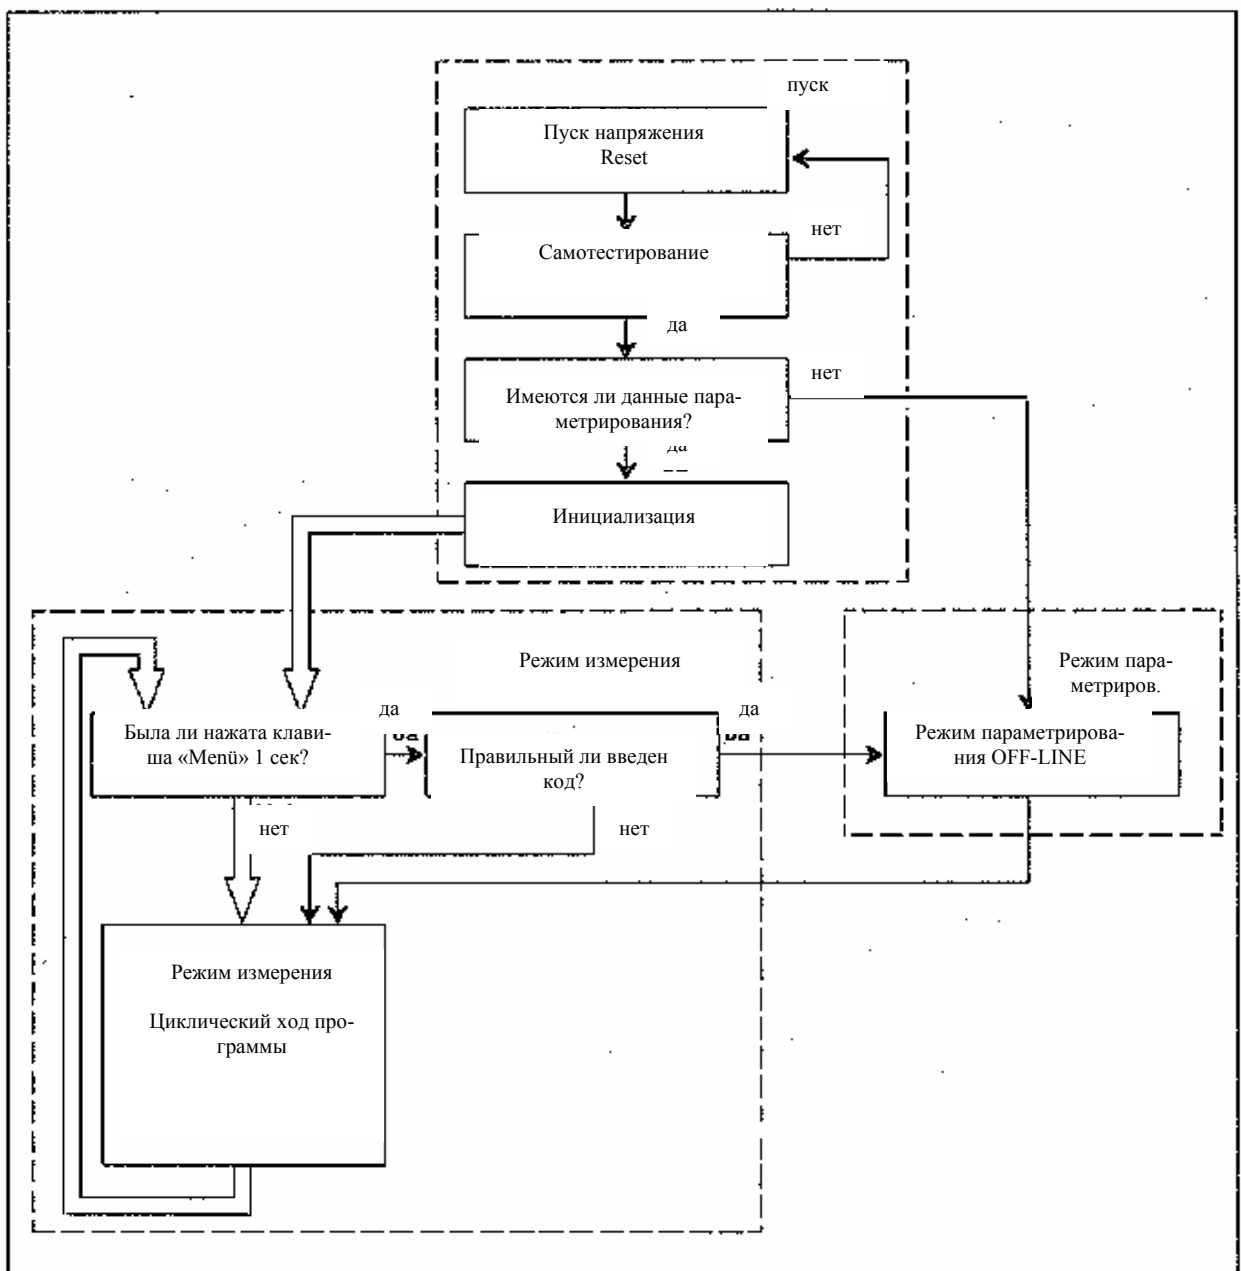 пуск
Пуск напряжения
Reset
нет
Самотестирование
да
нет
Имеются ли данные пара-
метрирования?
да
Инициализация
Режим измерения
Режим пара-
метриров.
да
да
Была ли нажата клави-
ша «Menü» 1 сек?
Правильный ли введен
код?
Режим параметрирова-
ния OFF-LINE
нет
нет
Режим измерения
Циклический ход про-
граммы